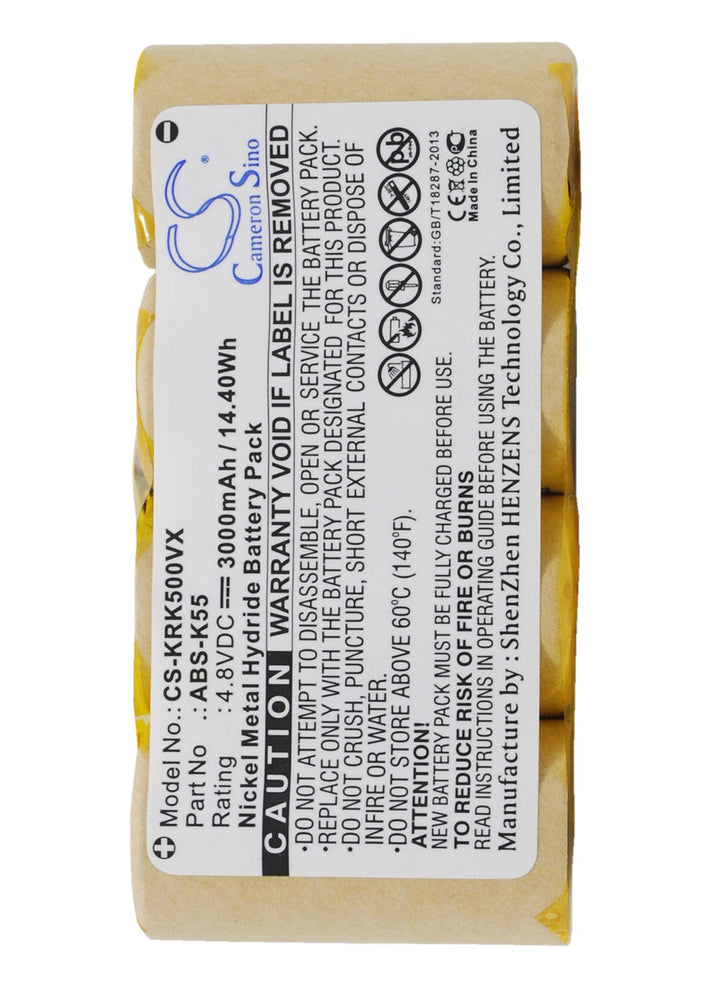 CS®
Cameron Sino
Model No.: CS-KRK500VX
Part No .: ABS-K55
Rating : 4.8VDC 3000mAh / 14.40Wh
Nickel Metal Hydride Battery Pack
CAUTION WARRANTY VOID IF LABEL IS REMOVED
•DO NOT ATTEMPT TO DISASSEMBLE, OPEN OR SERVICE THE BATTERY PACK.
•REPLACE ONLY WITH THE BATTERY PACK DESIGNATED FOR THIS PRODUCT.
•DO NOT CRUSH, PUNCTURE, SHORT EXTERNAL CONTACTS OR DISPOSE OF
INFIRE OR WATER.
•DO NOT STORE ABOVE 60°C (140°F).
ATTENTION!
NEW BATTERY PACK MUST BE FULLY CHARGED BEFORE USE.
TO REDUCE RISK OF FIRE OR BURNS
READ INSTRUCTIONS IN OPERATING GUIDE BEFORE USING THE BATTERY.
Manufacture by : ShenZhen HENZENS Technology Co., Limited
Pb
Standard:GB/T18287-2013
CE
Made In China